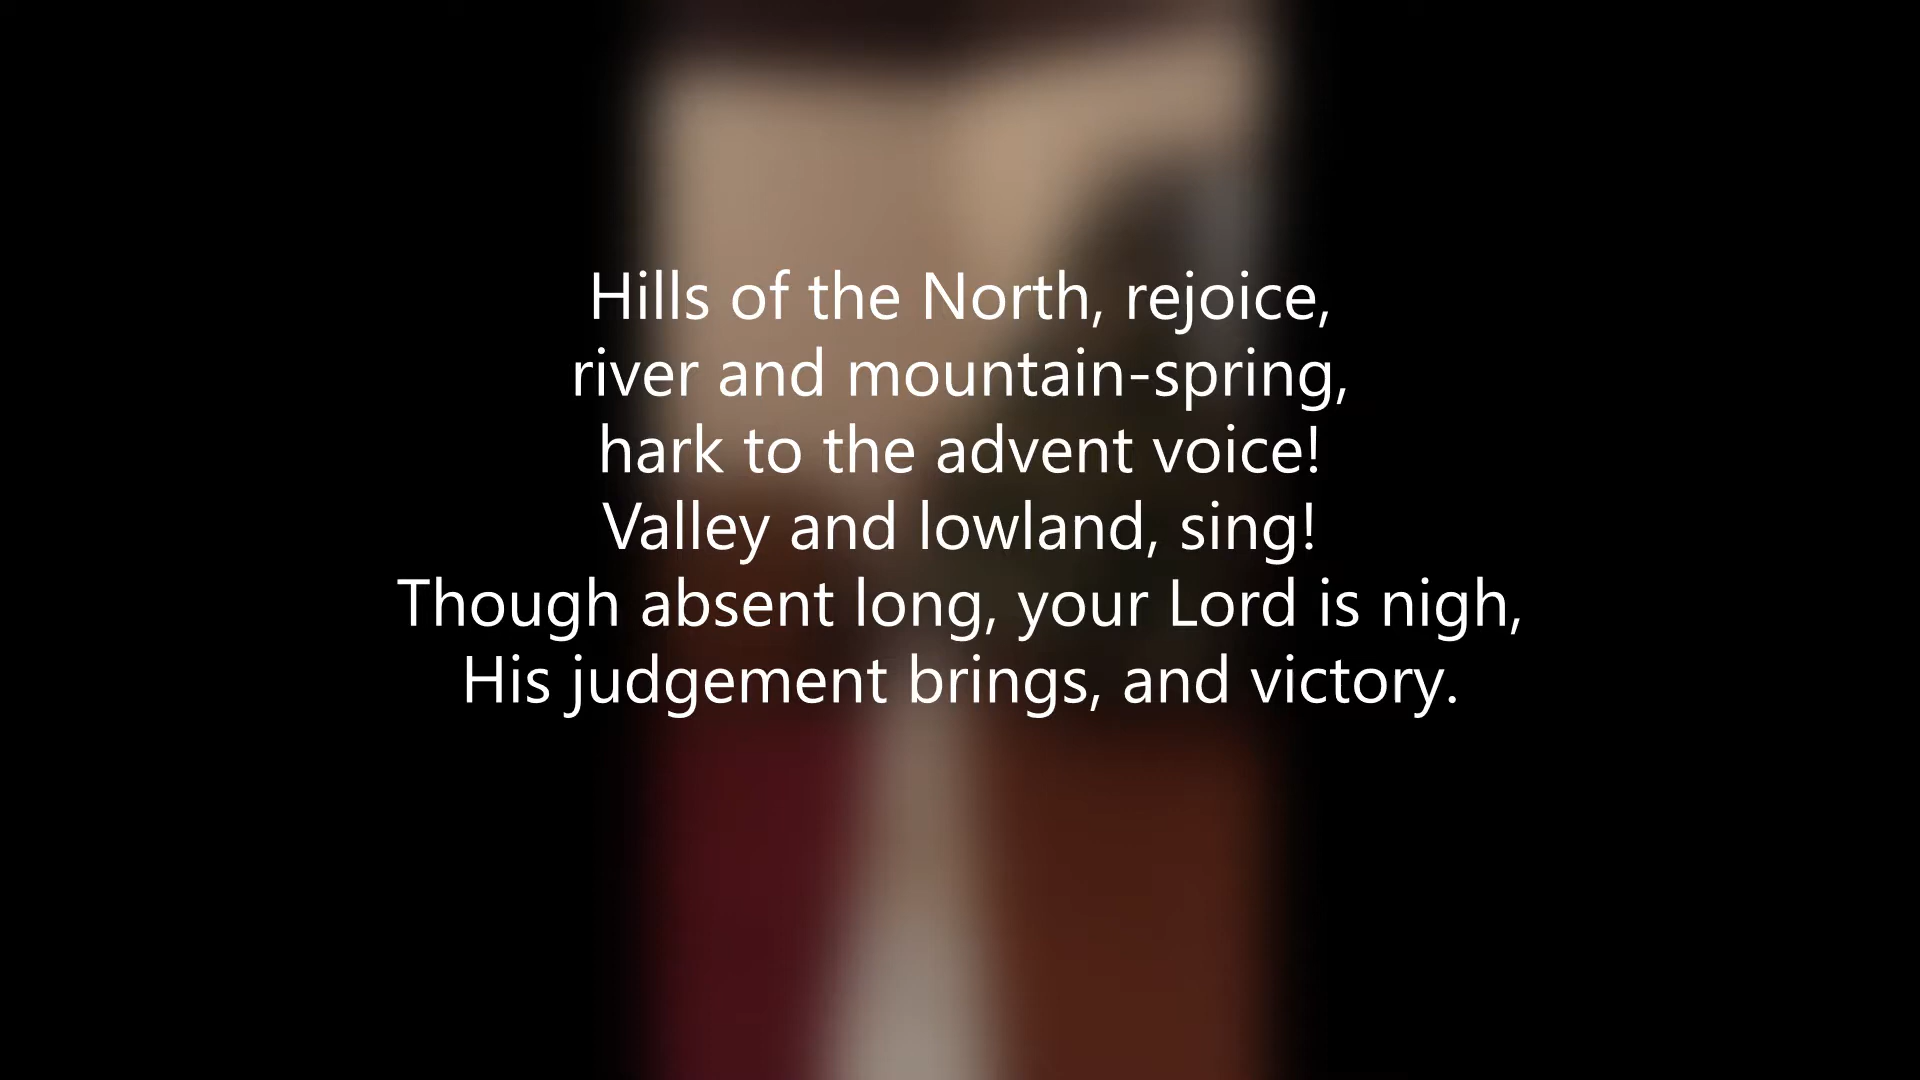 Hills of the North, rejoice,
river and mountain-spring,
hark to the advent voice!
Valley and lowland, sing!
Though absent long, your Lord is nigh,
His judgement brings, and victory.